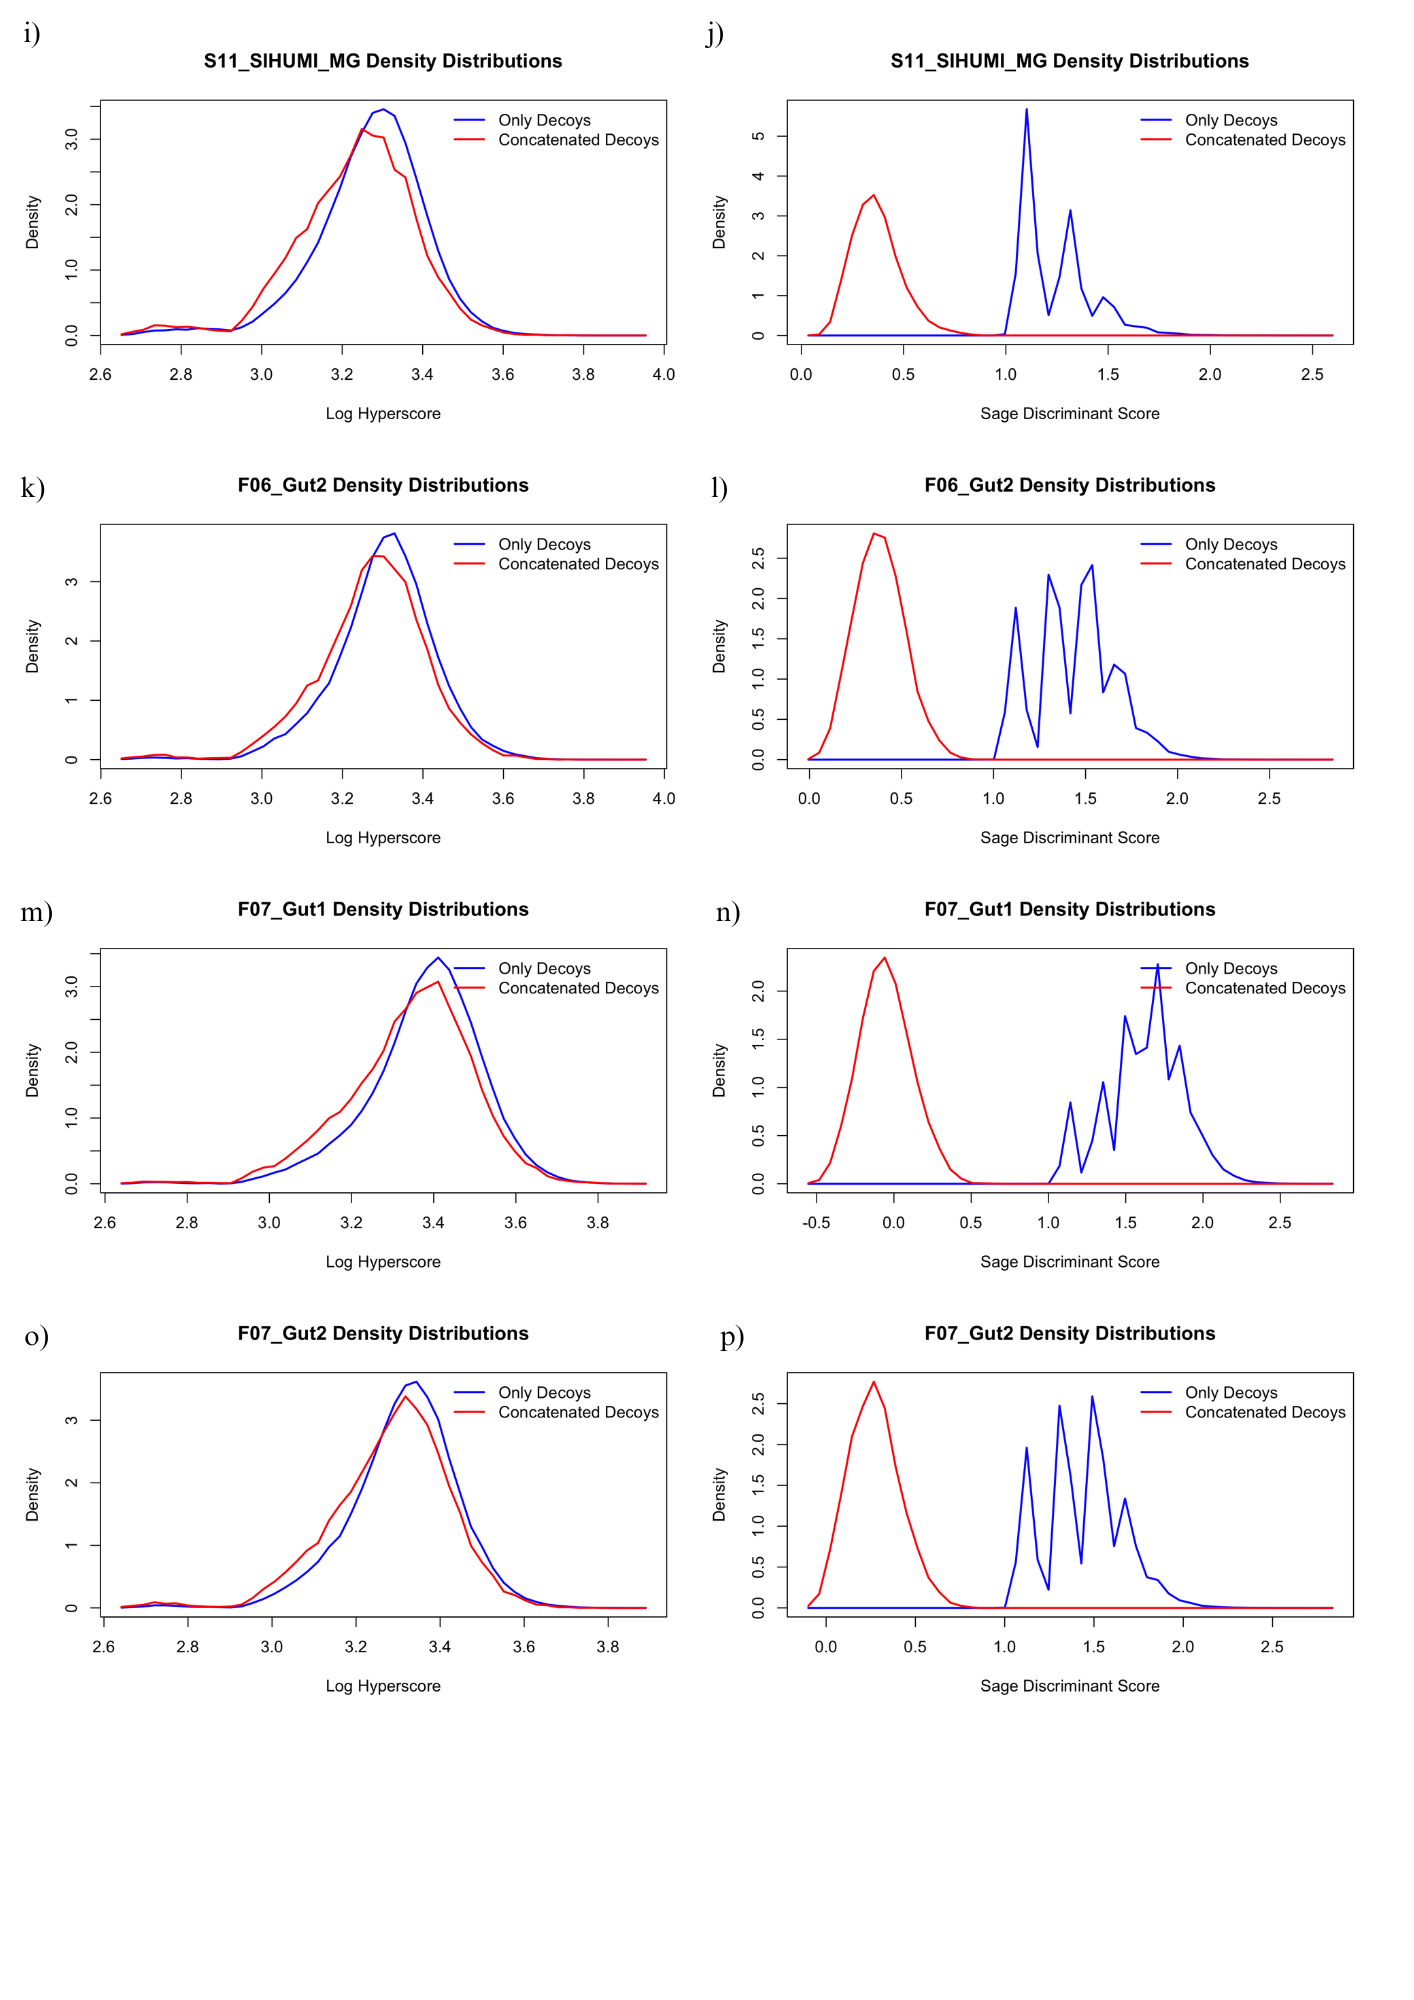 i)
S11_SIHUMI_MG Density Distributions
Only Decoys
Concatenated Decoys
Density
0.0 1.0 2.0 3.0
2.6 2.8 3.0 3.2 3.4 3.6 3.8 4.0
Log Hyperscore
j)
S11_SIHUMI_MG Density Distributions
Only Decoys
Concatenated Decoys
Density
0 1 2 3 4 5
0.0 0.5 1.0 1.5 2.0 2.5
Sage Discriminant Score
k)
F06_Gut2 Density Distributions
Only Decoys
Concatenated Decoys
Density
0 1 2 3
2.6 2.8 3.0 3.2 3.4 3.6 3.8 4.0
Log Hyperscore
l)
F06_Gut2 Density Distributions
Only Decoys
Concatenated Decoys
Density
0.0 0.5 1.0 1.5 2.0 2.5
0.0 0.5 1.0 1.5 2.0 2.5
Sage Discriminant Score
m)
F07_Gut1 Density Distributions
Only Decoys
Concatenated Decoys
Density
0.0 1.0 2.0 3.0
2.6 2.8 3.0 3.2 3.4 3.6 3.8
Log Hyperscore
n)
F07_Gut1 Density Distributions
Only Decoys
Concatenated Decoys
Density
0.0 0.5 1.0 1.5 2.0
-0.5 0.0 0.5 1.0 1.5 2.0 2.5
Sage Discriminant Score
o)
F07_Gut2 Density Distributions
Only Decoys
Concatenated Decoys
Density
0 1 2 3
2.6 2.8 3.0 3.2 3.4 3.6 3.8
Log Hyperscore
p)
F07_Gut2 Density Distributions
Only Decoys
Concatenated Decoys
Density
0.0 0.5 1.0 1.5 2.0 2.5
0.0 0.5 1.0 1.5 2.0 2.5
Sage Discriminant Score